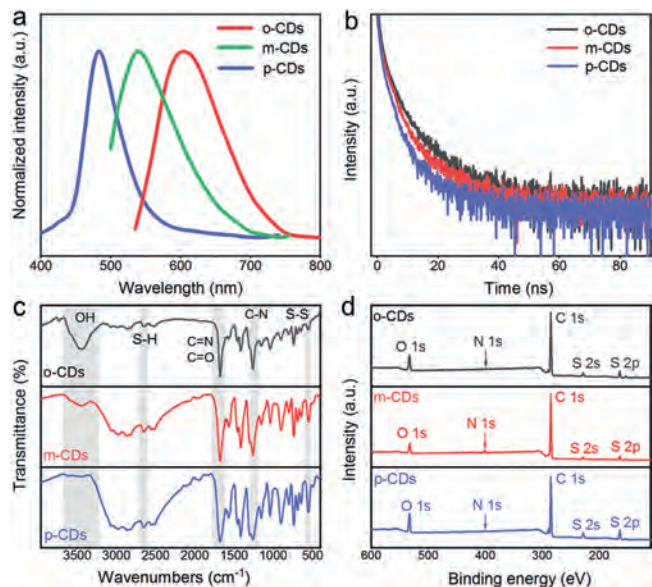 a
o-CDs
m-CDs
p-CDs
Normalized intensity (a.u.)
400 500 600 700 800
Wavelength (nm)
b
o-CDs
m-CDs
p-CDs
Intensity (a.u.)
0 20 40 60 80
Time (ns)
c
OH
S-H
C=N
C=O
C-N
S-S
o-CDs
m-CDs
p-CDs
Transmittance (%)
3500 3000 2500 2000 1500 1000 500
Wavenumbers (cm⁻¹)
d
o-CDs
O 1s
N 1s
C 1s
S 2s
S 2p
m-CDs
O 1s
N 1s
C 1s
S 2s
S 2p
p-CDs
O 1s
N 1s
C 1s
S 2s
S 2p
Intensity (a.u.)
600 500 400 300 200
Binding energy (eV)